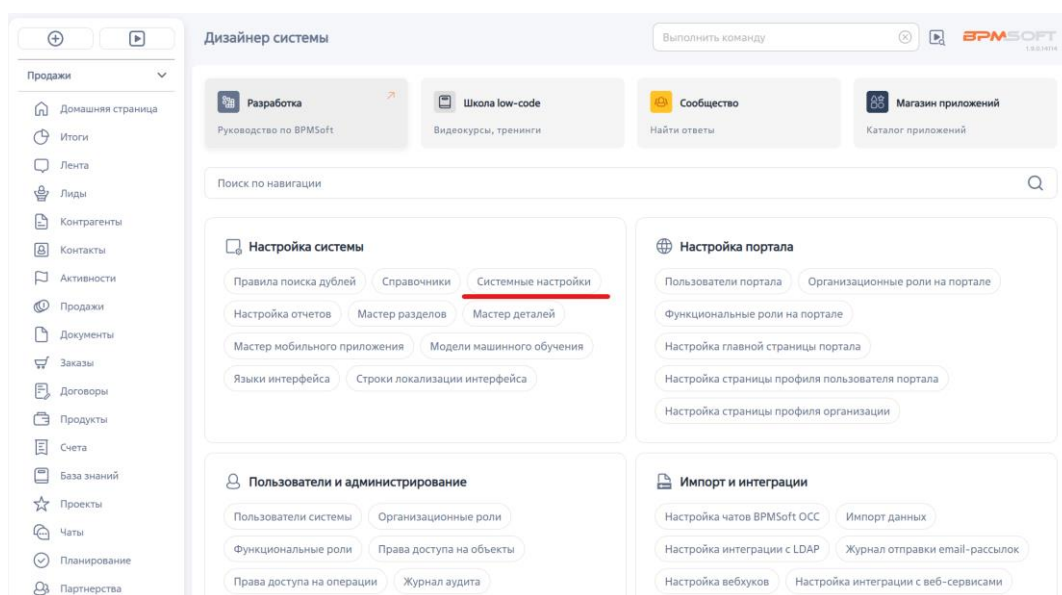 Дизайнер системы
Выполнить команду
BPMSOFT
Продажи
Домашняя страница
Итоги
Лента
Лиды
Контрагенты
Контакты
Активности
Продажи
Документы
Заказы
Договоры
Продукты
Счета
База знаний
Проекты
Чаты
Планирование
Партнерства
Разработка
Руководство по BPMSoft
Школа low-code
Видеокурсы, тренинги
Сообщество
Найти ответы
Магазин приложений
Каталог приложений
Поиск по навигации
Настройка системы
Правила поиска дублей Справочники Системные настройки
Настройка отчетов Мастер разделов Мастер деталей
Мастер мобильного приложения Модели машинного обучения
Языки интерфейса Строки локализации интерфейса
Настройка портала
Пользователи портала Организационные роли на портале
Функциональные роли на портале
Настройка главной страницы портала
Настройка страницы профиля пользователя портала
Настройка страницы профиля организации
Пользователи и администрирование
Пользователи системы Организационные роли
Функциональные роли Права доступа на объекты
Права доступа на операции Журнал аудита
Импорт и интеграции
Настройка чатов BPMSoft OCC Импорт данных
Настройка интеграции с LDAP Журнал отправки email-рассылок
Настройка вебхуков Настройка интеграции с веб-сервисами